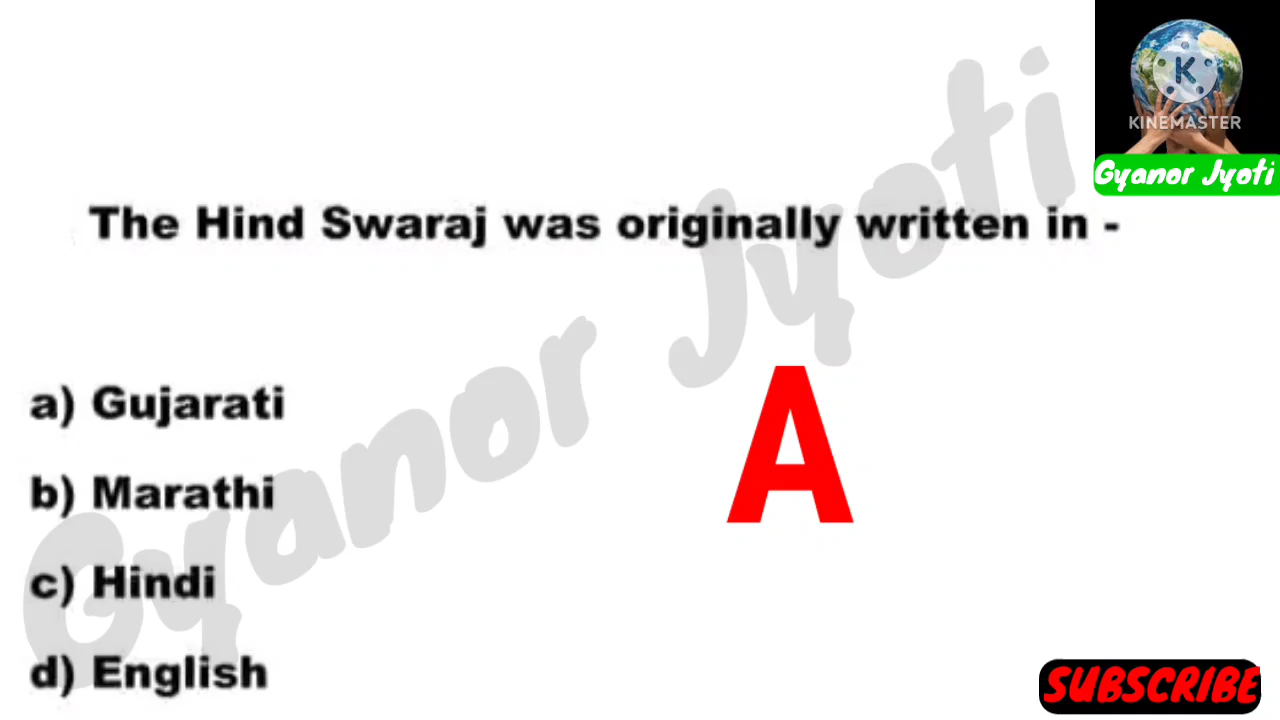 K
KINEMASTER
Gyanor Jyoti
The Hind Swaraj was originally written in -
Gyanor Jyoti
a) Gujarati
A
b) Marathi
c) Hindi
d) English
SUBSCRIBE